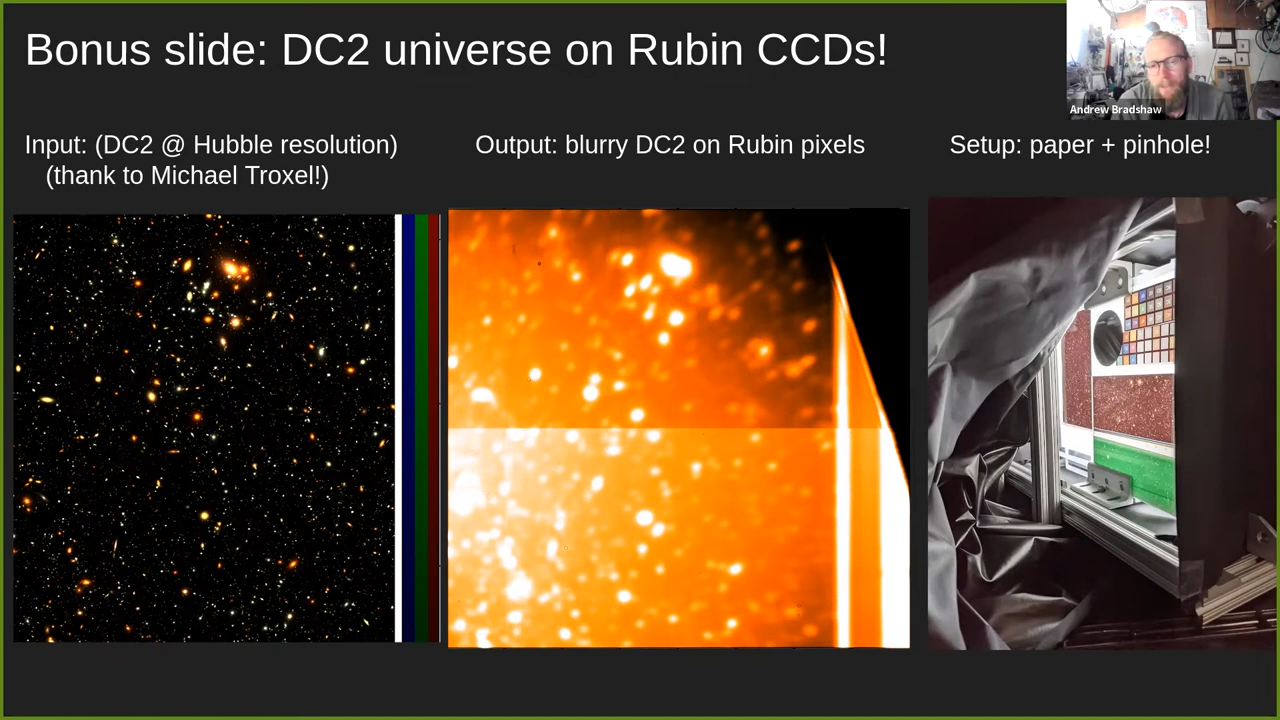 Bonus slide: DC2 universe on Rubin CCDs!
Andrew Bradshaw
Input: (DC2 @ Hubble resolution)
(thank to Michael Troxel!)
Output: blurry DC2 on Rubin pixels
Setup: paper + pinhole!